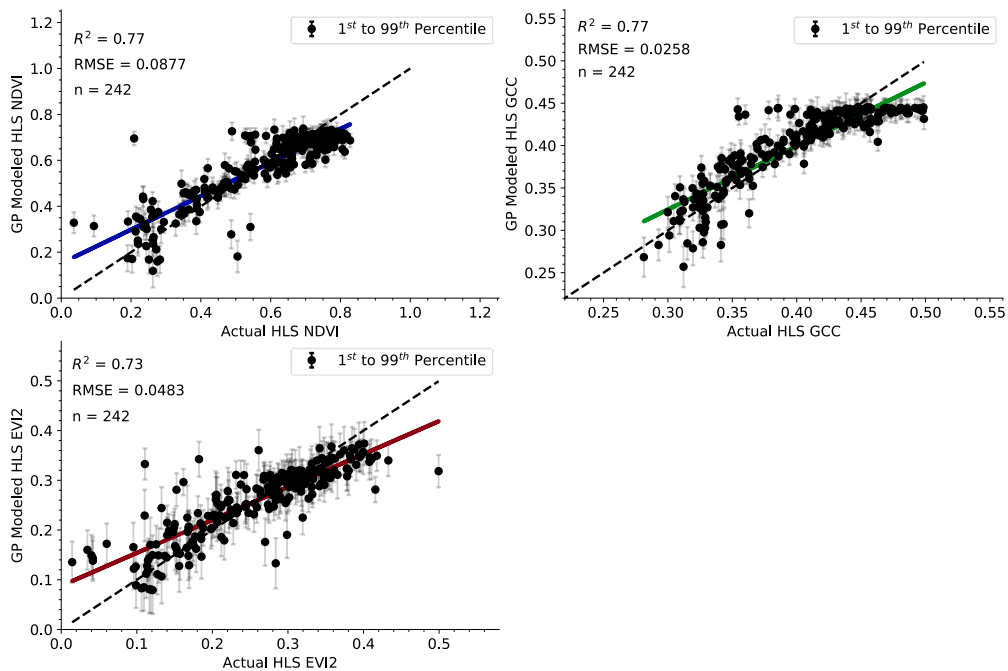 R² = 0.77
RMSE = 0.0877
n = 242
1st to 99th Percentile
GP Modeled HLS NDVI
1.2
1.0
0.8
0.6
0.4
0.2
0.0
0.0 0.2 0.4 0.6 0.8 1.0 1.2
Actual HLS NDVI
R² = 0.77
RMSE = 0.0258
n = 242
1st to 99th Percentile
GP Modeled HLS GCC
0.55
0.50
0.45
0.40
0.35
0.30
0.25
0.25 0.30 0.35 0.40 0.45 0.50 0.55
Actual HLS GCC
R² = 0.73
RMSE = 0.0483
n = 242
1st to 99th Percentile
GP Modeled HLS EVI2
0.5
0.4
0.3
0.2
0.1
0.0
0.0 0.1 0.2 0.3 0.4 0.5
Actual HLS EVI2